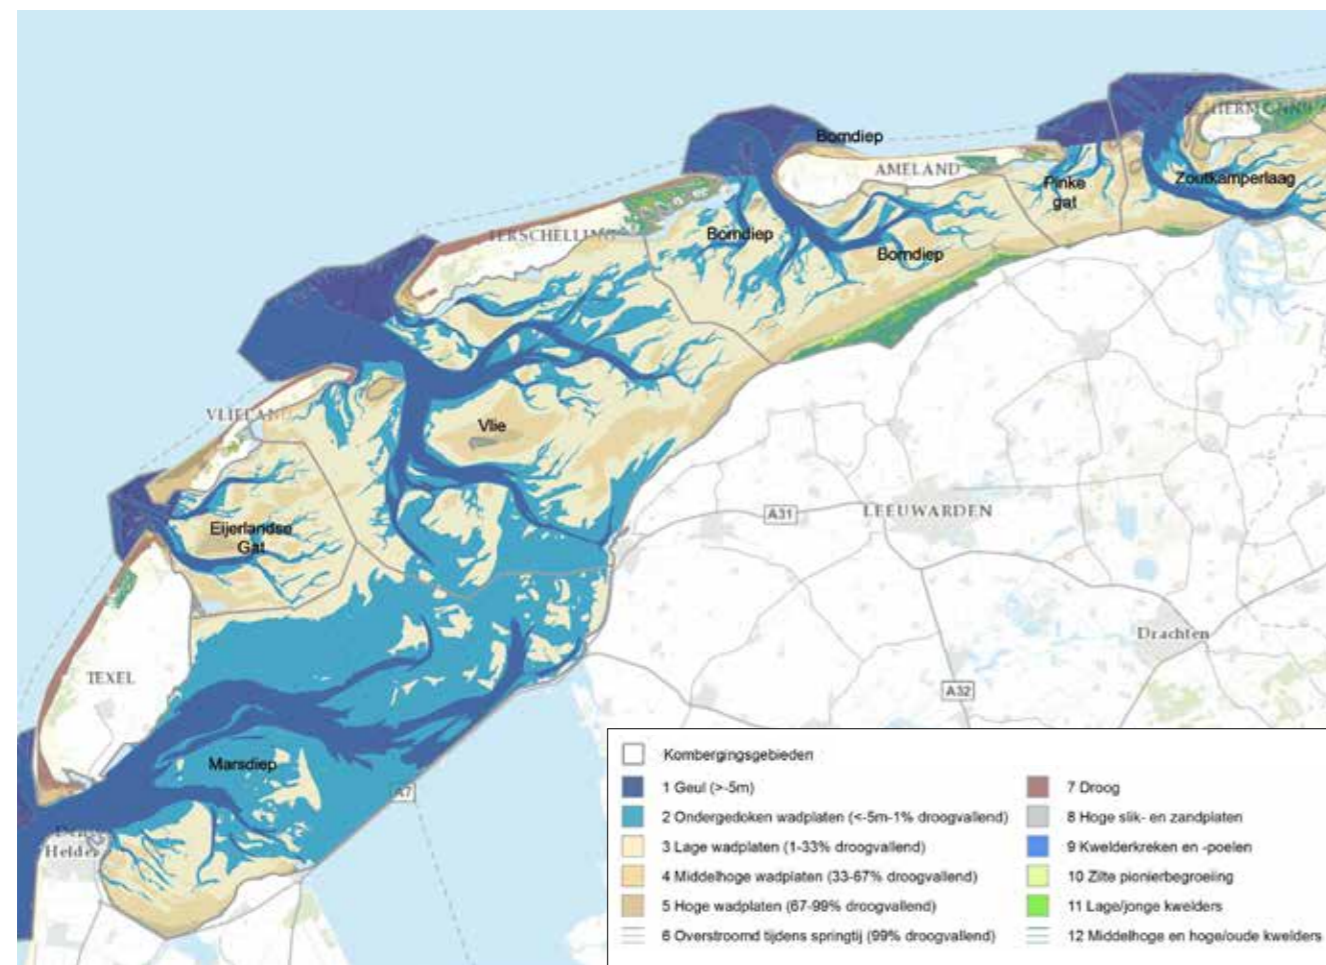 Borndiep
SCHIERMONNI
AMELAND
Pinke
gat
Zoutkamperlaag
TERSCHELLING
Borndiep
Borndiep
VLIELAND
Vlie
Eijerlandse
Gat
A31
LEEUWARDEN
Drachten
TEXEL
A32
Marsdiep
A7
Den
Helder
Kombergingsgebieden
1 Geul (>-5m)
2 Ondergedoken wadplaten (<-5m-1% droogvallend)
3 Lage wadplaten (1-33% droogvallend)
4 Middelhoge wadplaten (33-67% droogvallend)
5 Hoge wadplaten (67-99% droogvallend)
6 Overstroomd tijdens springtij (99% droogvallend)
7 Droog
8 Hoge slik- en zandplaten
9 Kwelderkreken en -poelen
10 Zilte pionierbegroeiing
11 Lage/jonge kwelders
12 Middelhoge en hoge/oude kwelders